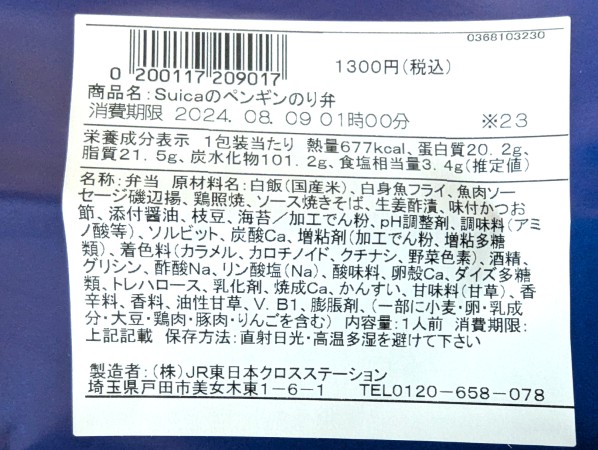 0368103230
0 200117 209017
1300円(税込)
商品名:Suicaのペンギンのり弁
消費期限 2024. 08. 09 01時00分 ※23
栄養成分表示 1包装当たり 熱量677kcal、蛋白質20. 2g、
脂質21. 5g、炭水化物101. 2g、食塩相当量3. 4g(推定値)
名称:弁当 原材料名:白飯(国産米)、白身魚フライ、魚肉ソー
セージ磯辺揚、鶏照焼、ソース焼きそば、生姜酢漬、味付かつお
節、添付醤油、枝豆、海苔/加工でん粉、pH調整剤、調味料(アミ
ノ酸等)、ソルビット、炭酸Ca、増粘剤(加工でん粉、増粘多糖
類)、着色料(カラメル、カロチノイド、クチナシ、野菜色素)、酒精、
グリシン、酢酸Na、リン酸塩(Na)、酸味料、卵殻Ca、ダイズ多糖
類、トレハロース、乳化剤、焼成Ca、かんすい、甘味料(甘草)、香
辛料、香料、油性甘草、V. B1、膨脹剤、(一部に小麦・卵・乳成
分・大豆・鶏肉・豚肉・りんごを含む) 内容量:1人前 消費期限:
上記記載 保存方法:直射日光・高温多湿を避けて下さい
製造者:(株)JR東日本クロスステーション
埼玉県戸田市美女木東1-6-1 TEL0120-658-078